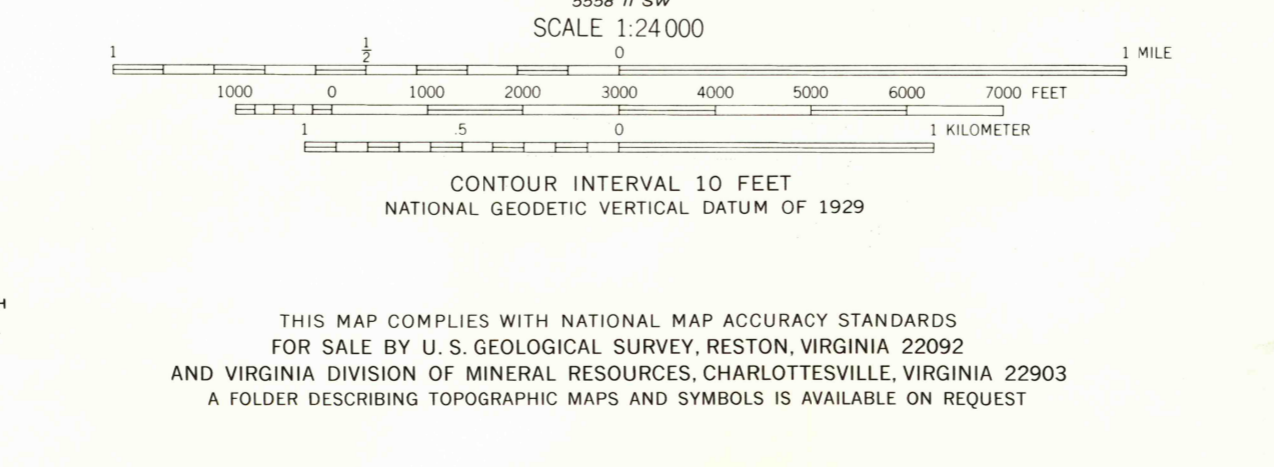 5558 II SW
SCALE 1:24 000
1 ½ 0 1 MILE
1000 0 1000 2000 3000 4000 5000 6000 7000 FEET
1 .5 0 1 KILOMETER
CONTOUR INTERVAL 10 FEET
NATIONAL GEODETIC VERTICAL DATUM OF 1929
H
THIS MAP COMPLIES WITH NATIONAL MAP ACCURACY STANDARDS
FOR SALE BY U. S. GEOLOGICAL SURVEY, RESTON, VIRGINIA 22092
AND VIRGINIA DIVISION OF MINERAL RESOURCES, CHARLOTTESVILLE, VIRGINIA 22903
A FOLDER DESCRIBING TOPOGRAPHIC MAPS AND SYMBOLS IS AVAILABLE ON REQUEST